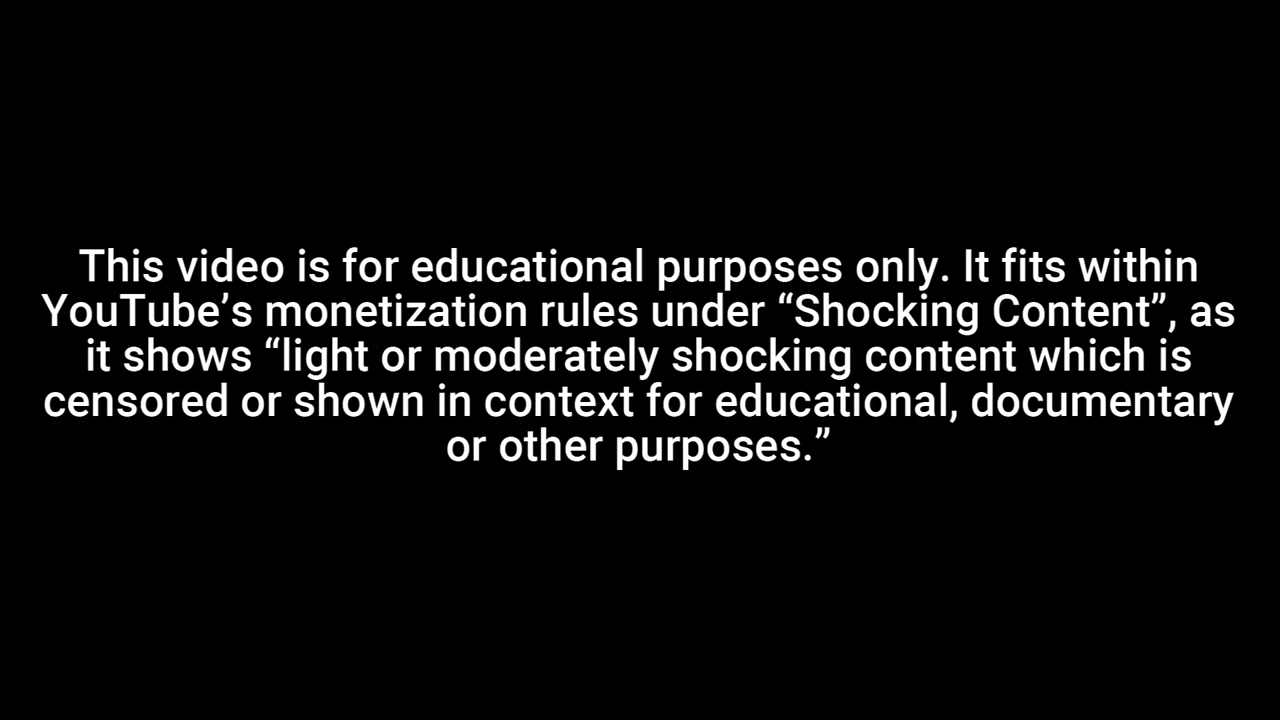 This video is for educational purposes only. It fits within
YouTube’s monetization rules under “Shocking Content”, as
it shows “light or moderately shocking content which is
censored or shown in context for educational, documentary
or other purposes.”